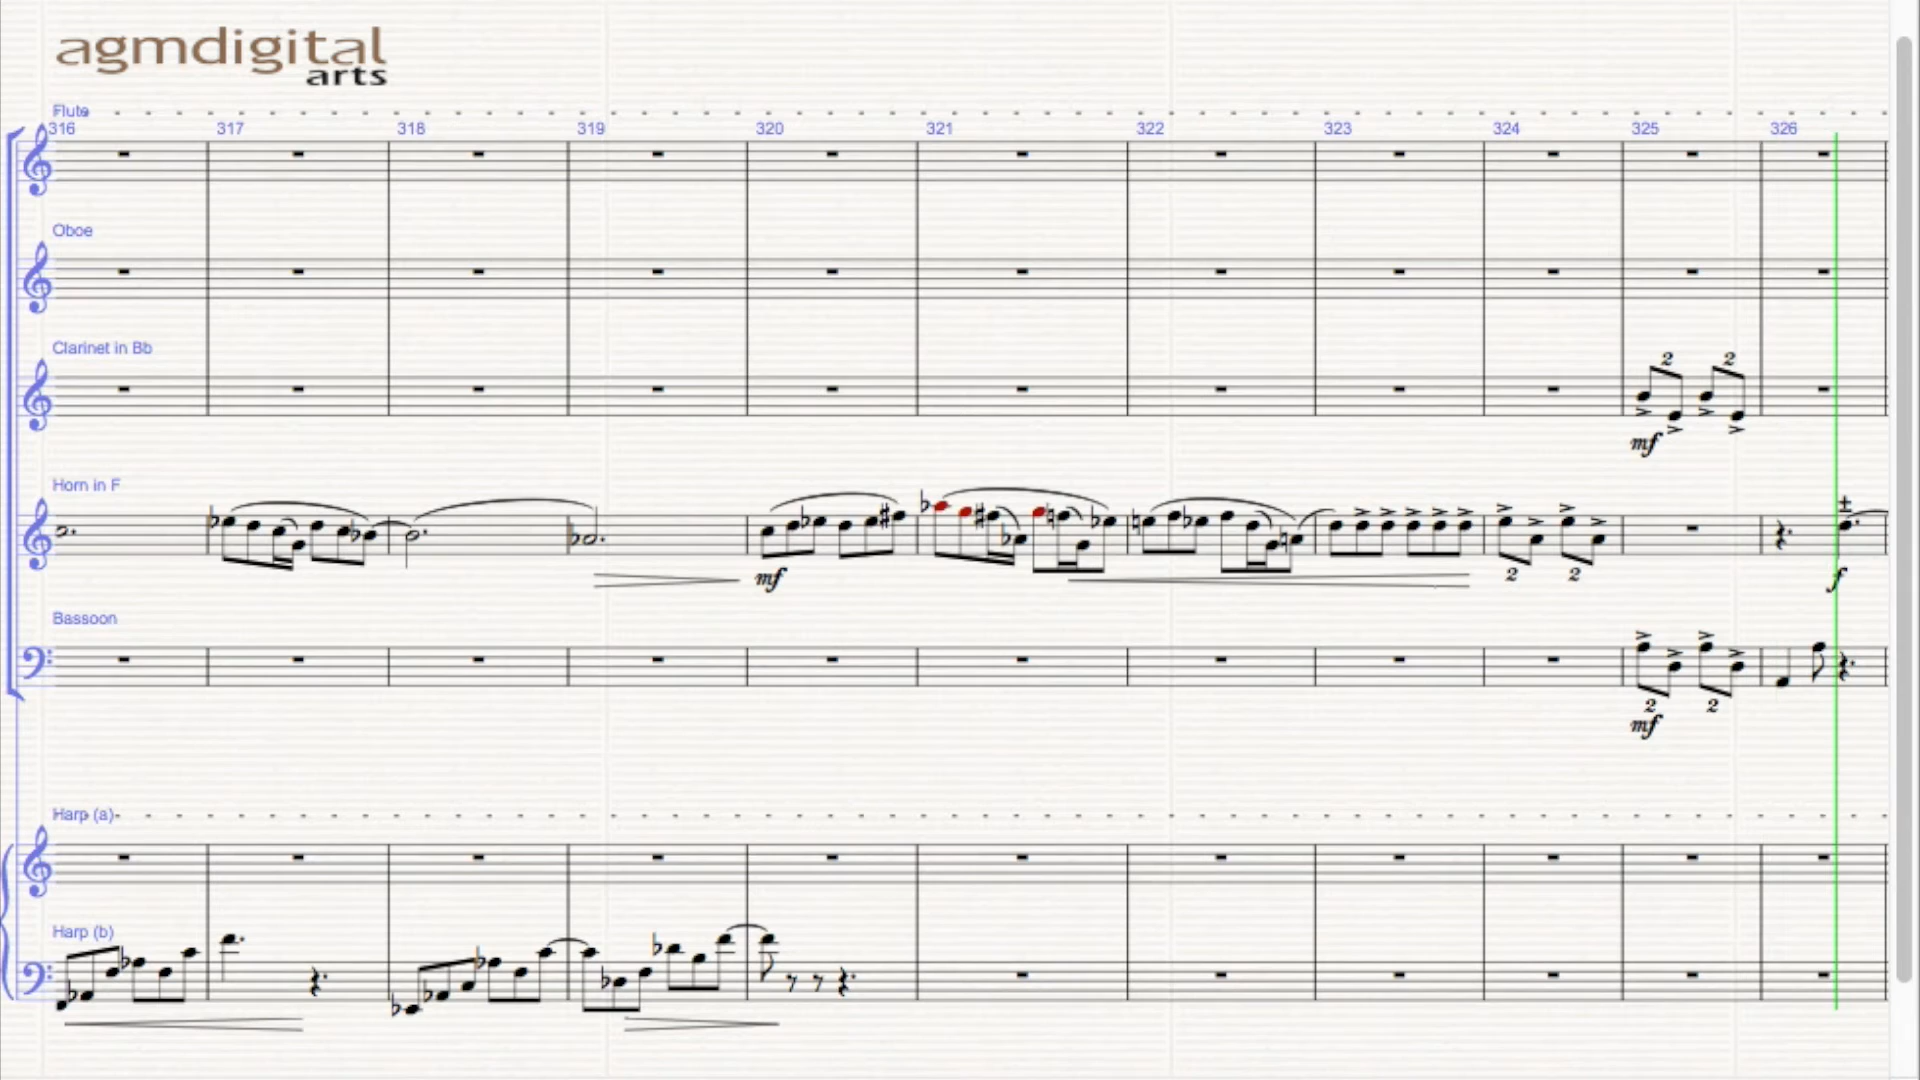 agmdigital
arts
Flute
316 317 318 319 320 321 322 323 324 325 326
Oboe
Clarinet in Bb
2 2
mf
Horn in F
2 2
mf f
Bassoon
2 2
mf
Harp (a)
Harp (b)